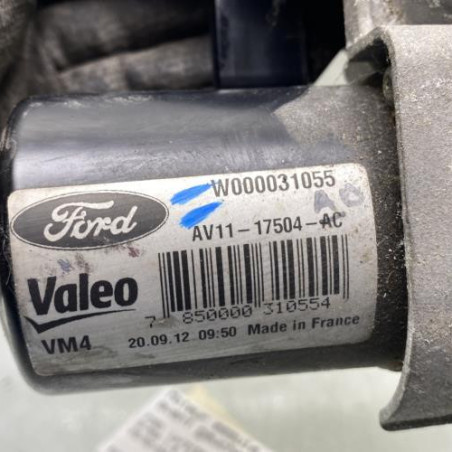 W000031055
Ford
AV11-17504-AC
Valeo
7 850000 310554
VM4 20.09.12 09:50 Made in France